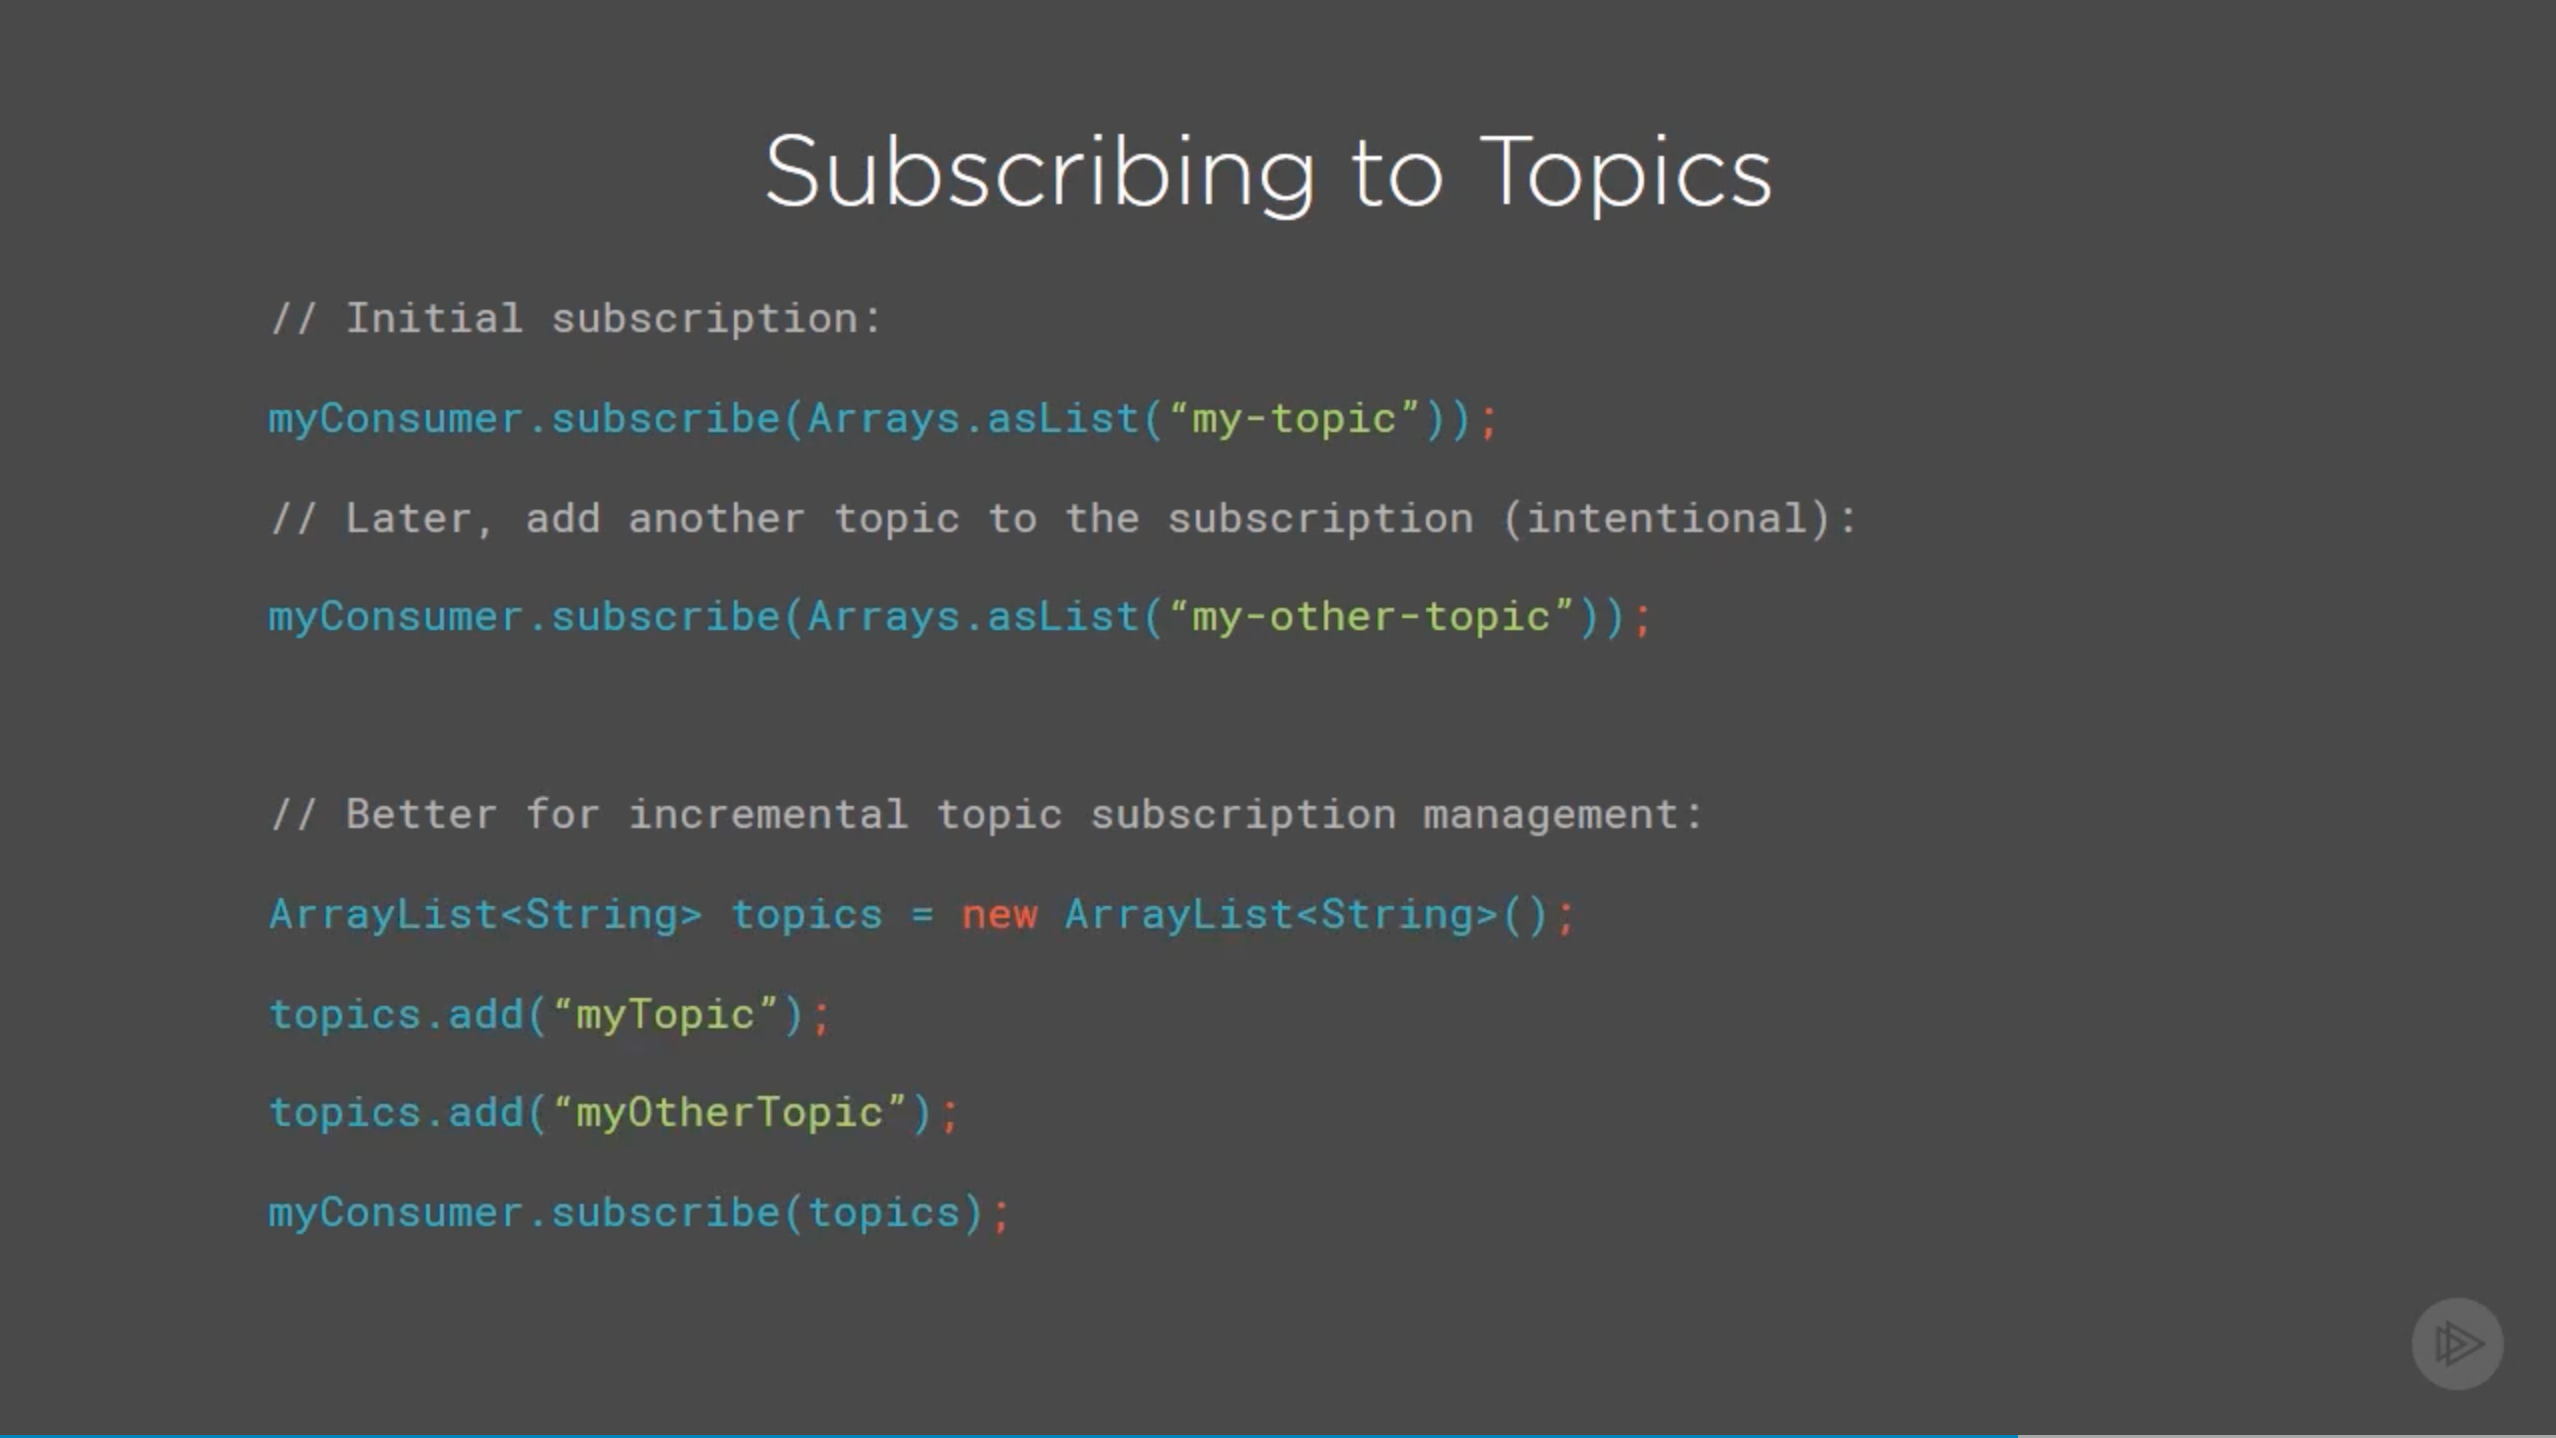 Subscribing to Topics
// Initial subscription:
myConsumer.subscribe(Arrays.asList(“my-topic”));
// Later, add another topic to the subscription (intentional):
myConsumer.subscribe(Arrays.asList(“my-other-topic”));
// Better for incremental topic subscription management:
ArrayList<String> topics = new ArrayList<String>();
topics.add(“myTopic”);
topics.add(“myOtherTopic”);
myConsumer.subscribe(topics);